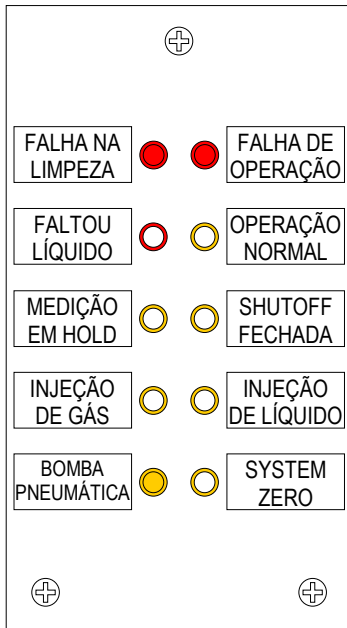 FALHA NA
LIMPEZA
FALHA DE
OPERAÇÃO
FALTOU
LÍQUIDO
OPERAÇÃO
NORMAL
MEDIÇÃO
EM HOLD
SHUTOFF
FECHADA
INJEÇÃO
DE GÁS
INJEÇÃO
DE LÍQUIDO
BOMBA
PNEUMÁTICA
SYSTEM
ZERO